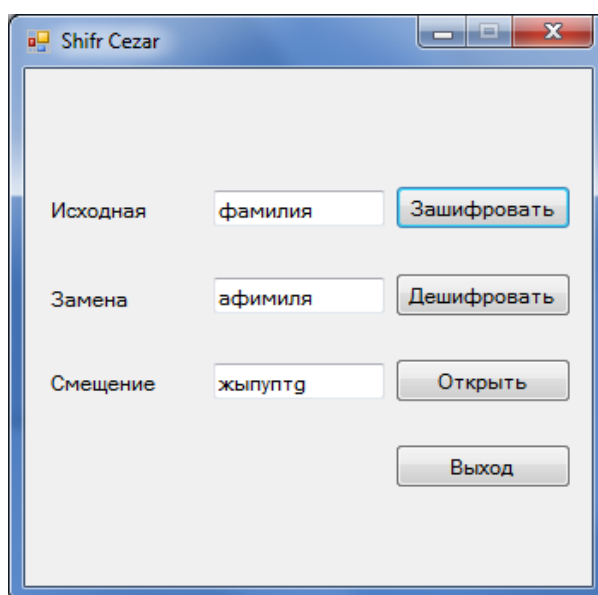 Shifr Cezar
Исходная фамилия Зашифровать
Замена афимиля Дешифровать
Смещение жыпуптg Открыть
Выход